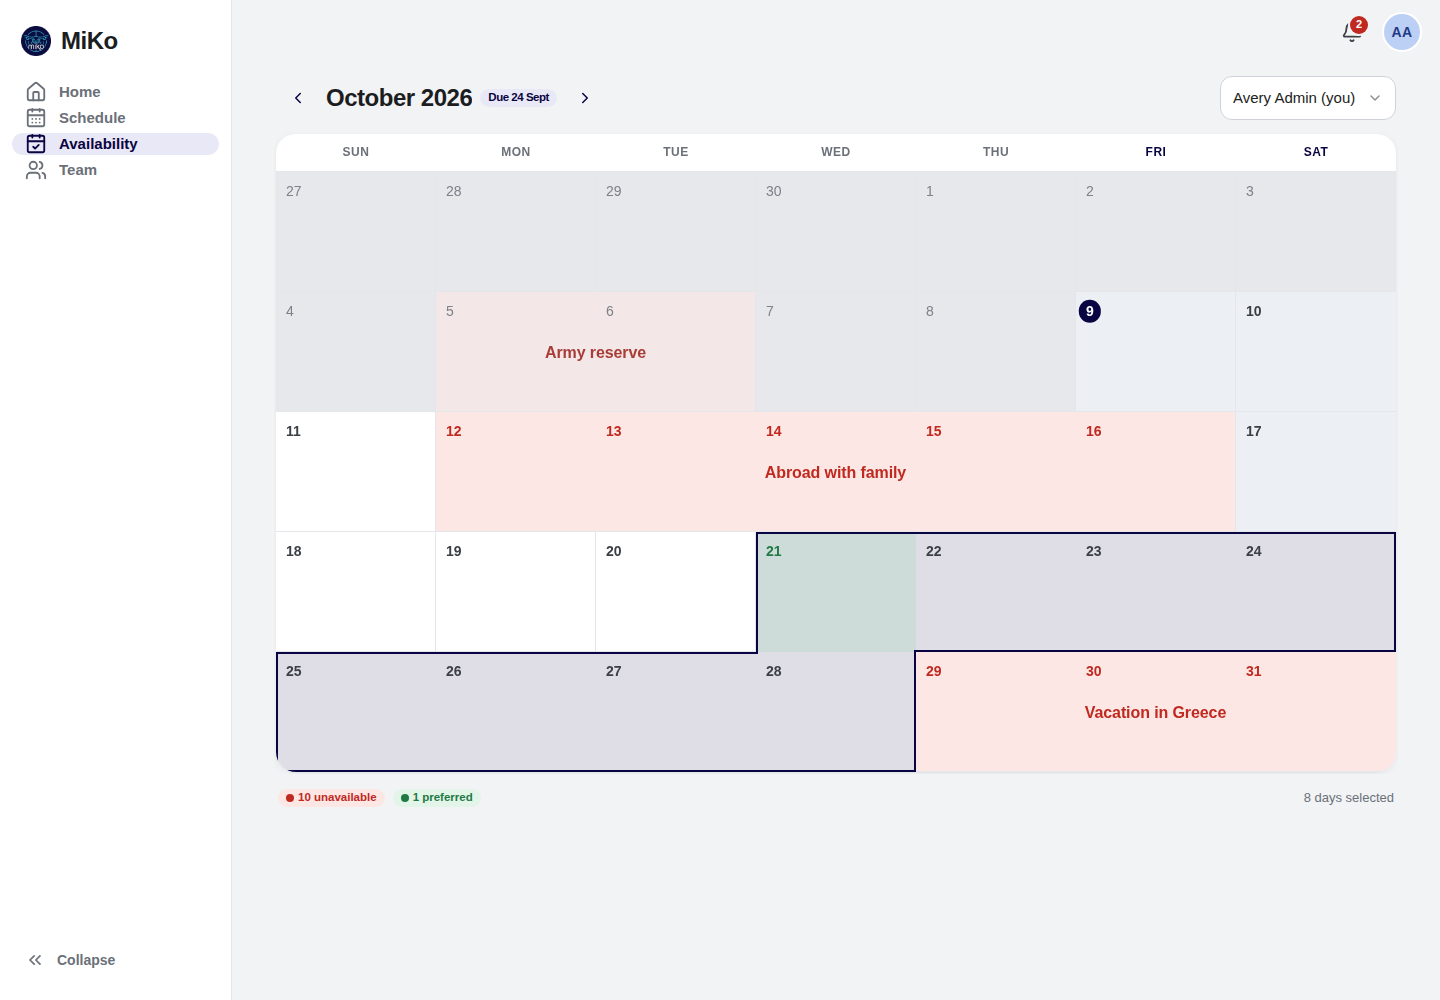 miko
MiKo
2
AA
Home
Schedule
Availability
Team
October 2026
Due 24 Sept
Avery Admin (you)
SUN MON TUE WED THU FRI SAT
27 28 29 30 1 2 3
4 5 6 7 8 9 10
Army reserve
11 12 13 14 15 16 17
Abroad with family
18 19 20 21 22 23 24
25 26 27 28 29 30 31
Vacation in Greece
10 unavailable
1 preferred
8 days selected
Collapse